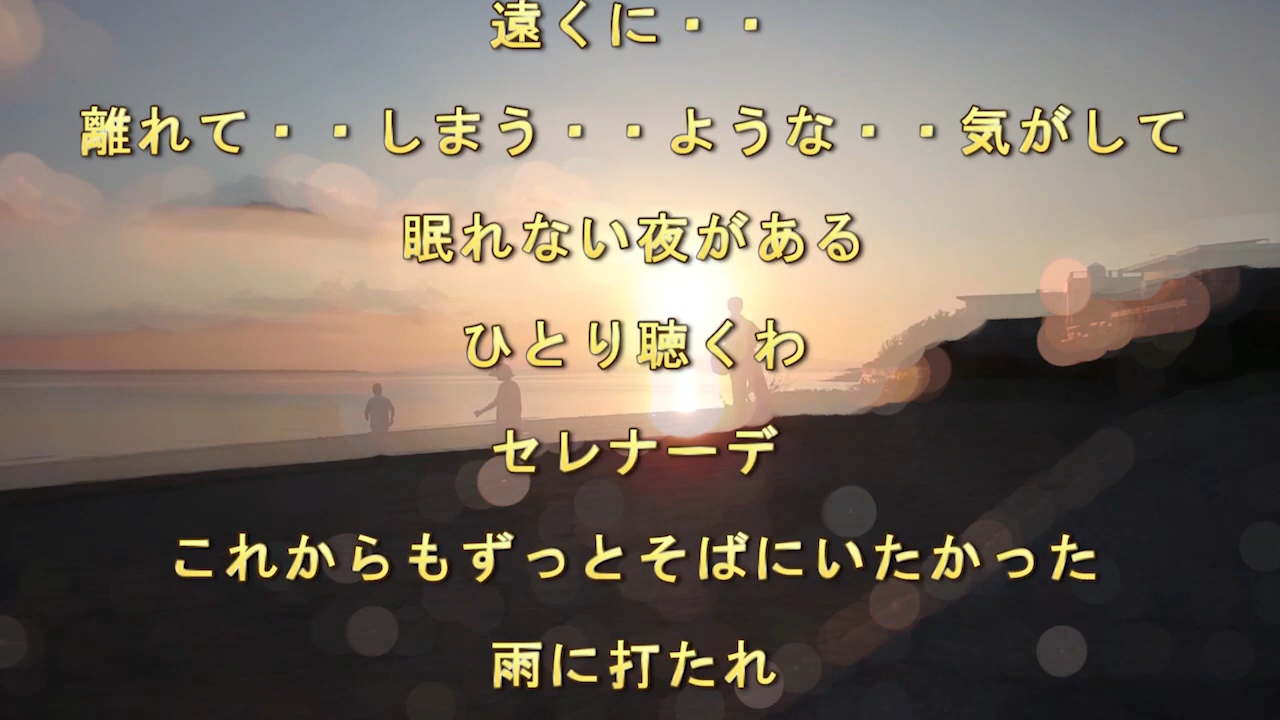 遠くに・・
離れて・・しまう・・ような・・気がして
眠れない夜がある
ひとり聴くわ
セレナーデ
これからもずっとそばにいたかった
雨に打たれ